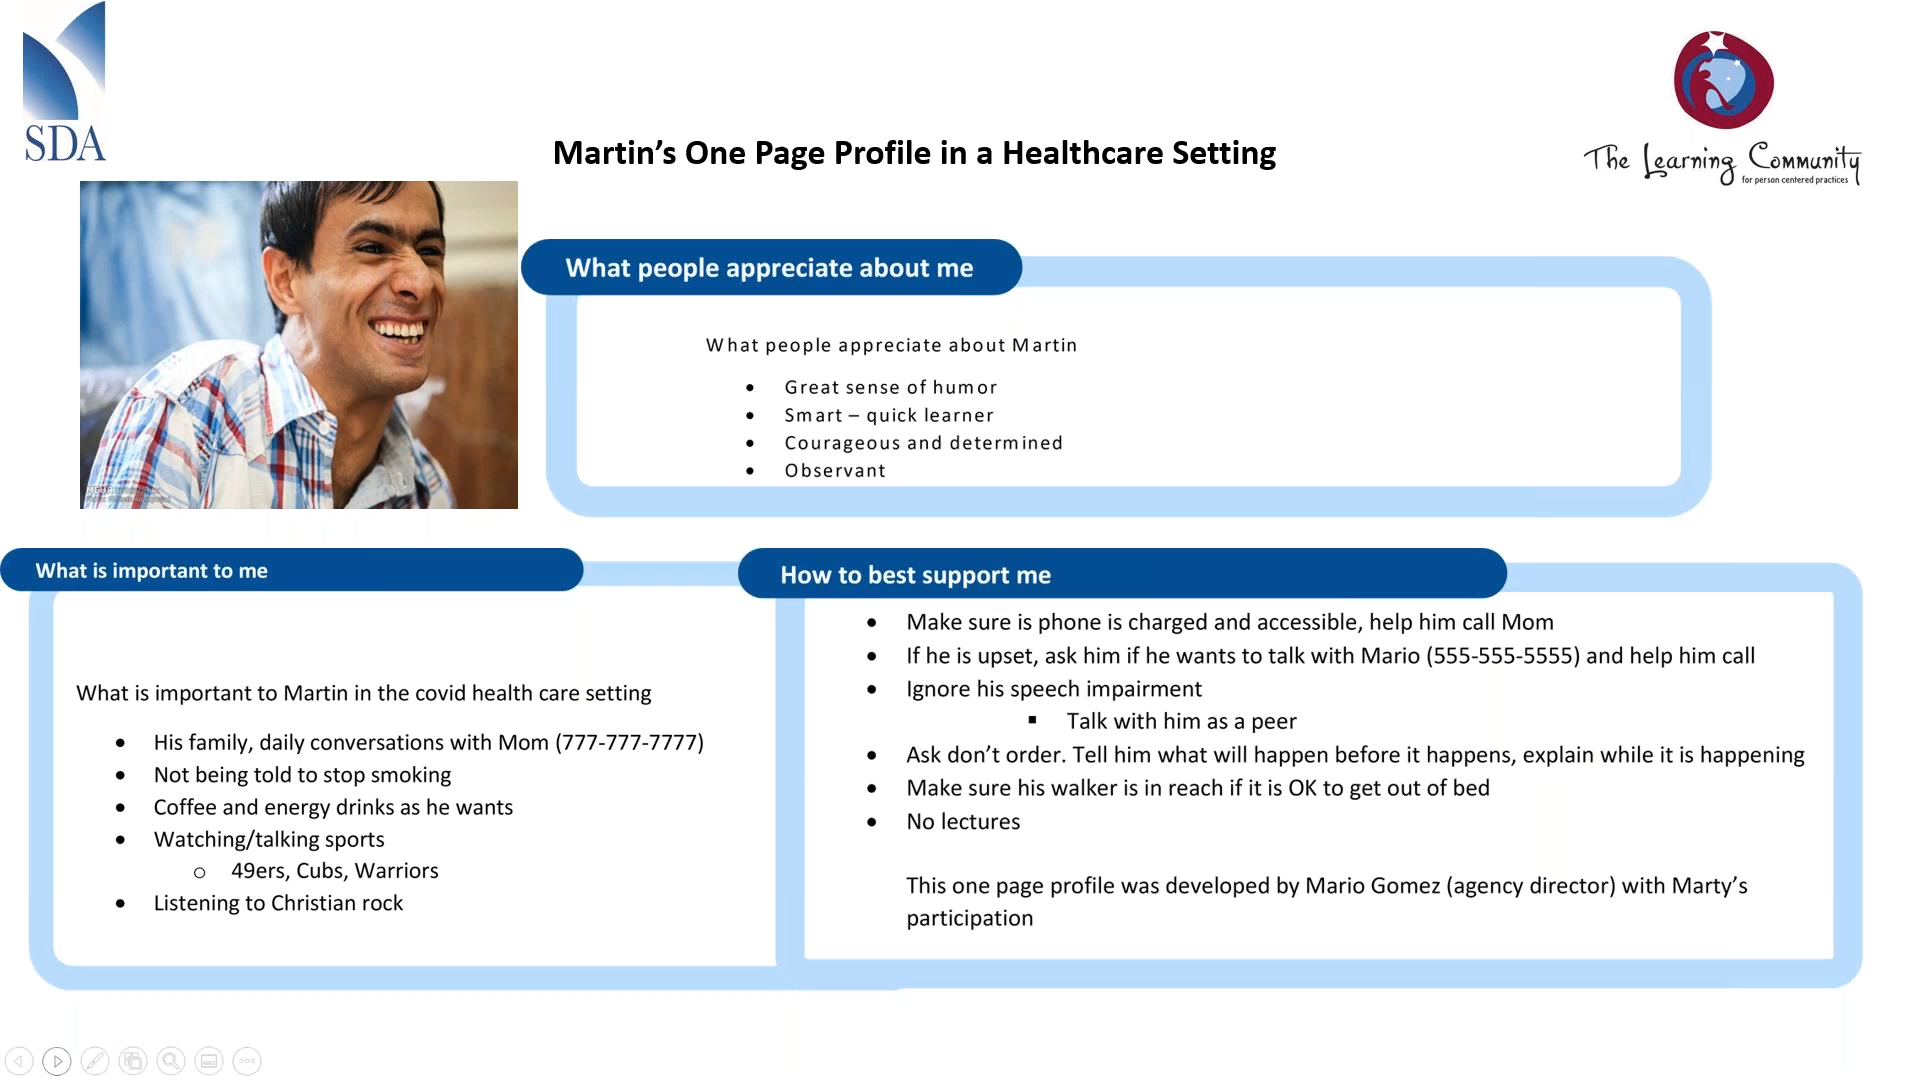 SDA
The Learning Community
for person centered practices
Martin’s One Page Profile in a Healthcare Setting
What people appreciate about me
What people appreciate about Martin
• Great sense of humor
• Smart – quick learner
• Courageous and determined
• Observant
What is important to me
What is important to Martin in the covid health care setting
• His family, daily conversations with Mom (777-777-7777)
• Not being told to stop smoking
• Coffee and energy drinks as he wants
• Watching/talking sports
o 49ers, Cubs, Warriors
• Listening to Christian rock
How to best support me
• Make sure is phone is charged and accessible, help him call Mom
• If he is upset, ask him if he wants to talk with Mario (555-555-5555) and help him call
• Ignore his speech impairment
▪ Talk with him as a peer
• Ask don’t order. Tell him what will happen before it happens, explain while it is happening
• Make sure his walker is in reach if it is OK to get out of bed
• No lectures
This one page profile was developed by Mario Gomez (agency director) with Marty’s
participation